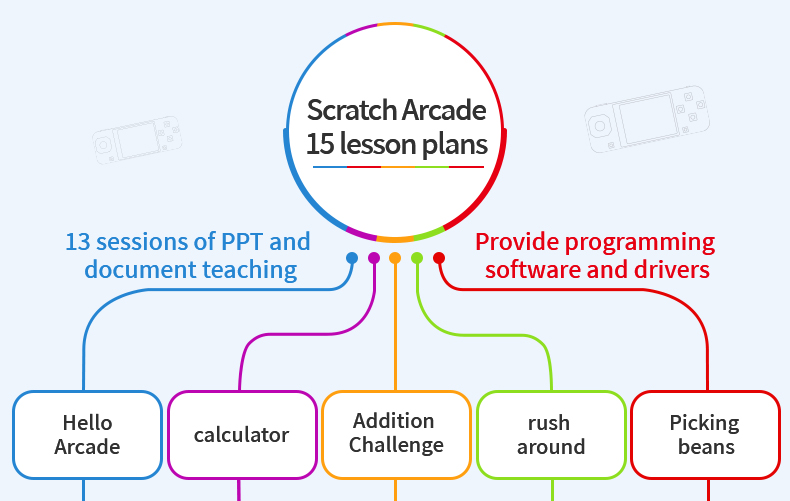 Scratch Arcade
15 lesson plans
13 sessions of PPT and
document teaching
Provide programming
software and drivers
Hello
Arcade
calculator
Addition
Challenge
rush
around
Picking
beans